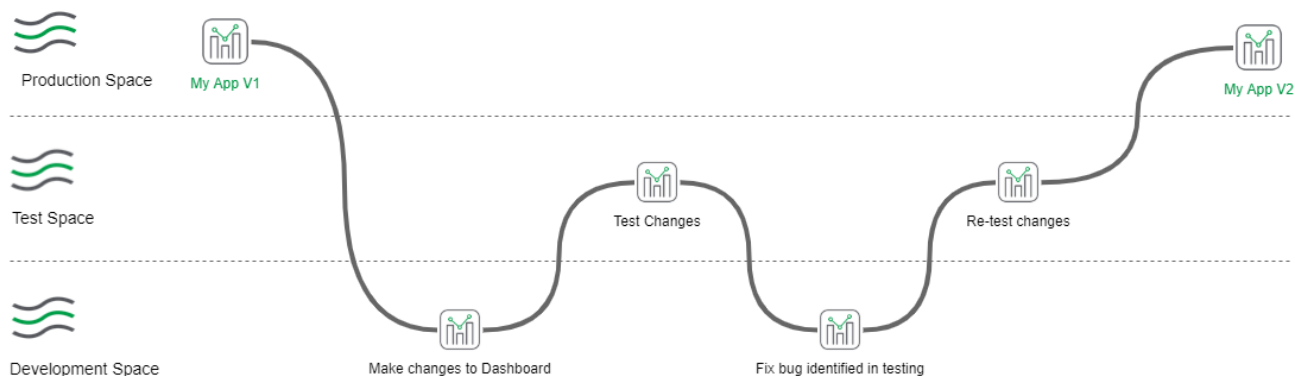 Production Space
My App V1
My App V2
Test Space
Test Changes
Re-test changes
Development Space
Make changes to Dashboard
Fix bug identified in testing